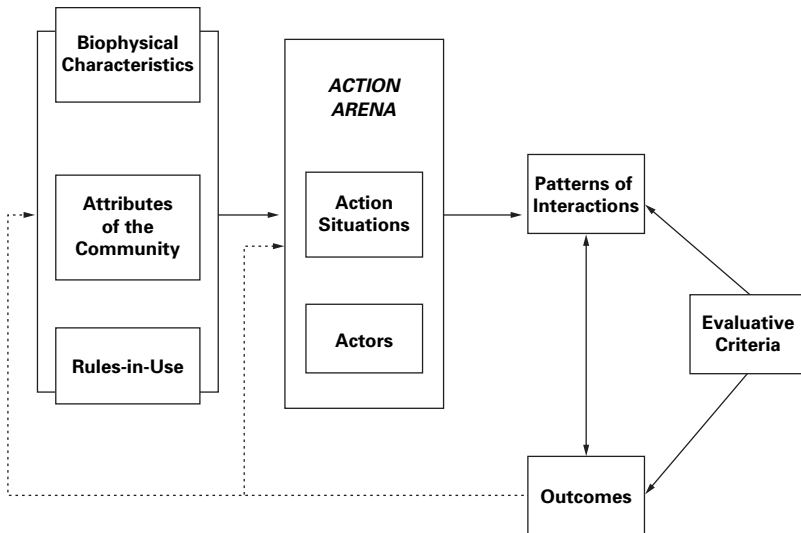 Biophysical
Characteristics
Attributes
of the
Community
Rules-in-Use
ACTION
ARENA
Action
Situations
Actors
Patterns of
Interactions
Evaluative
Criteria
Outcomes